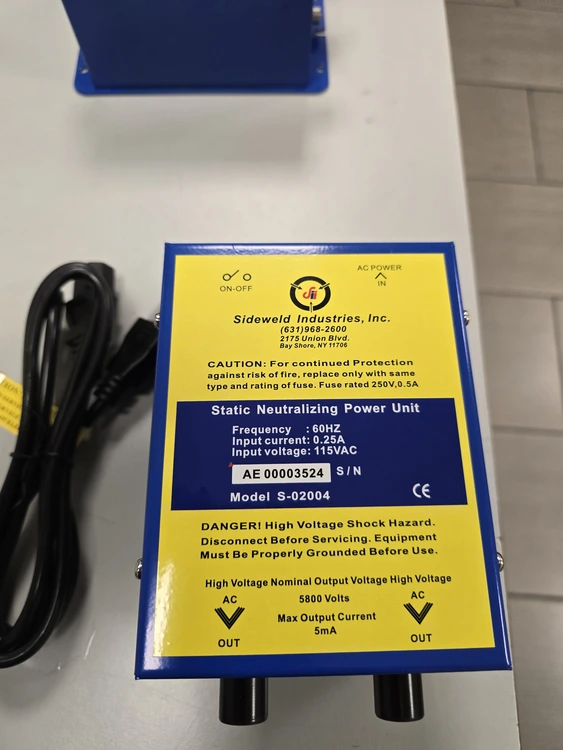 ON-OFF
AC POWER
IN
Sideweld Industries, Inc.
(631)968-2600
2175 Union Blvd.
Bay Shore, NY 11706
CAUTION: For continued Protection
against risk of fire, replace only with same
type and rating of fuse. Fuse rated 250V,0.5A
Static Neutralizing Power Unit
Frequency : 60HZ
Input current: 0.25A
Input voltage: 115VAC
AE 00003524 S/N
Model S-02004
CE
DANGER! High Voltage Shock Hazard.
Disconnect Before Servicing. Equipment
Must Be Properly Grounded Before Use.
High Voltage Nominal Output Voltage High Voltage
AC 5800 Volts AC
Max Output Current
5mA
OUT OUT